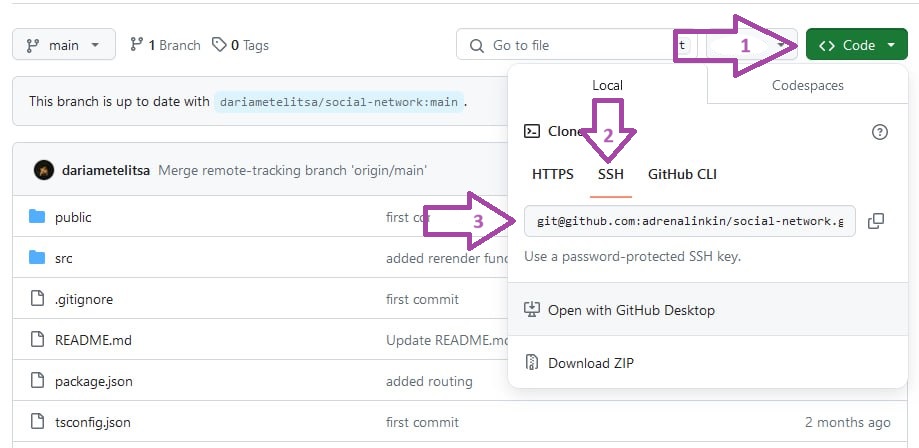 main
1 Branch
0 Tags
Go to file
t
1
Code
This branch is up to date with dariametelitsa/social-network:main .
Local
Codespaces
2
Clone
HTTPS
SSH
GitHub CLI
3
git@github.com:adrenalinkin/social-network.g
Use a password-protected SSH key.
Open with GitHub Desktop
Download ZIP
dariametelitsa Merge remote-tracking branch 'origin/main'
public
first co
src
added rerender func
.gitignore
first commit
README.md
Update README.md
package.json
added routing
tsconfig.json
first commit
2 months ago